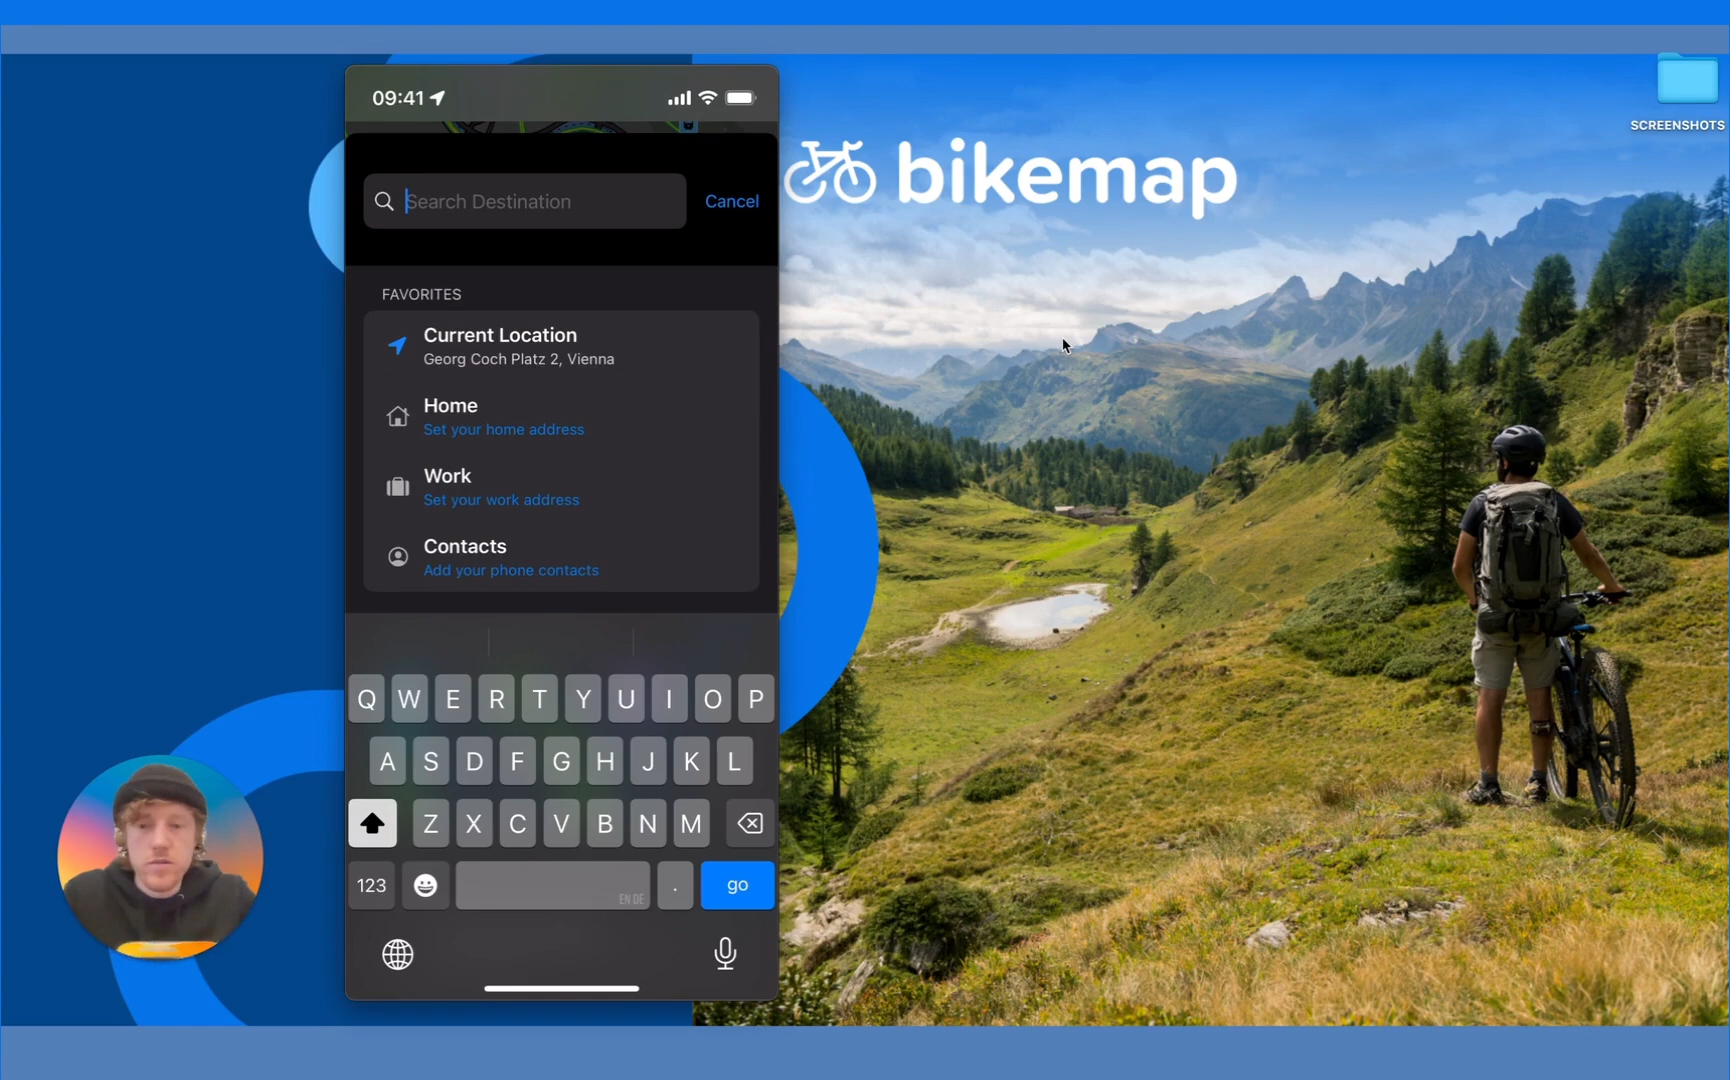 09:41
Search Destination
Cancel
bikemap
SCREENSHOTS
FAVORITES
Current Location
Georg Coch Platz 2, Vienna
Home
Set your home address
Work
Set your work address
Contacts
Add your phone contacts
Q W E R T Y U I O P
A S D F G H J K L
Z X C V B N M
123
EN DE
.
go